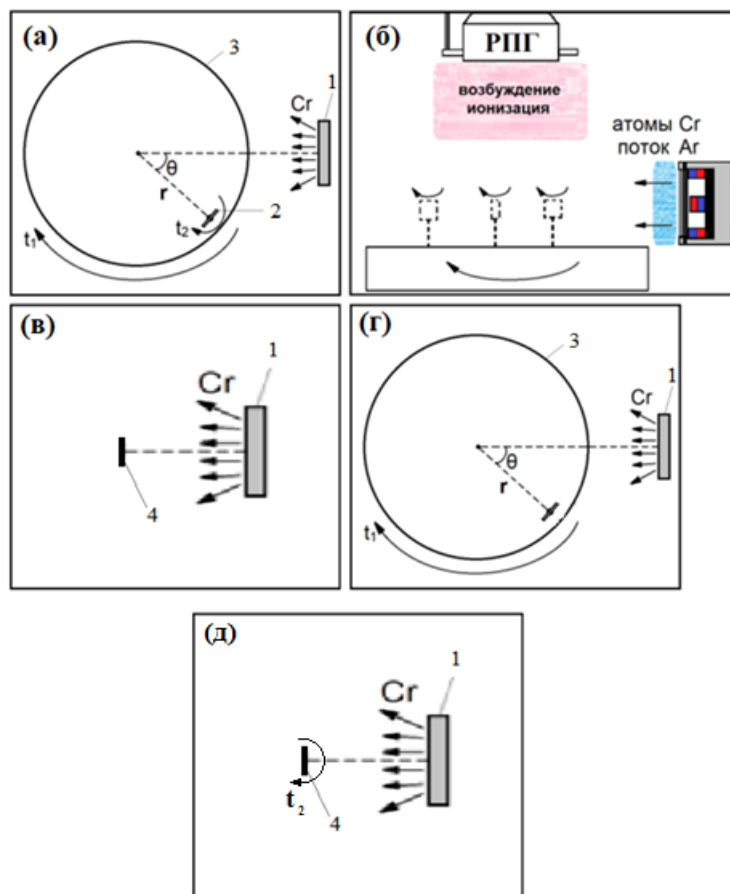 (а)
3
1
Cr
θ
r
t₂
2
t₁
(б)
РПГ
возбуждение
ионизация
атомы Cr
поток Ar
(в)
1
Cr
4
(г)
3
1
Cr
θ
r
t₁
(д)
1
Cr
t₂
4